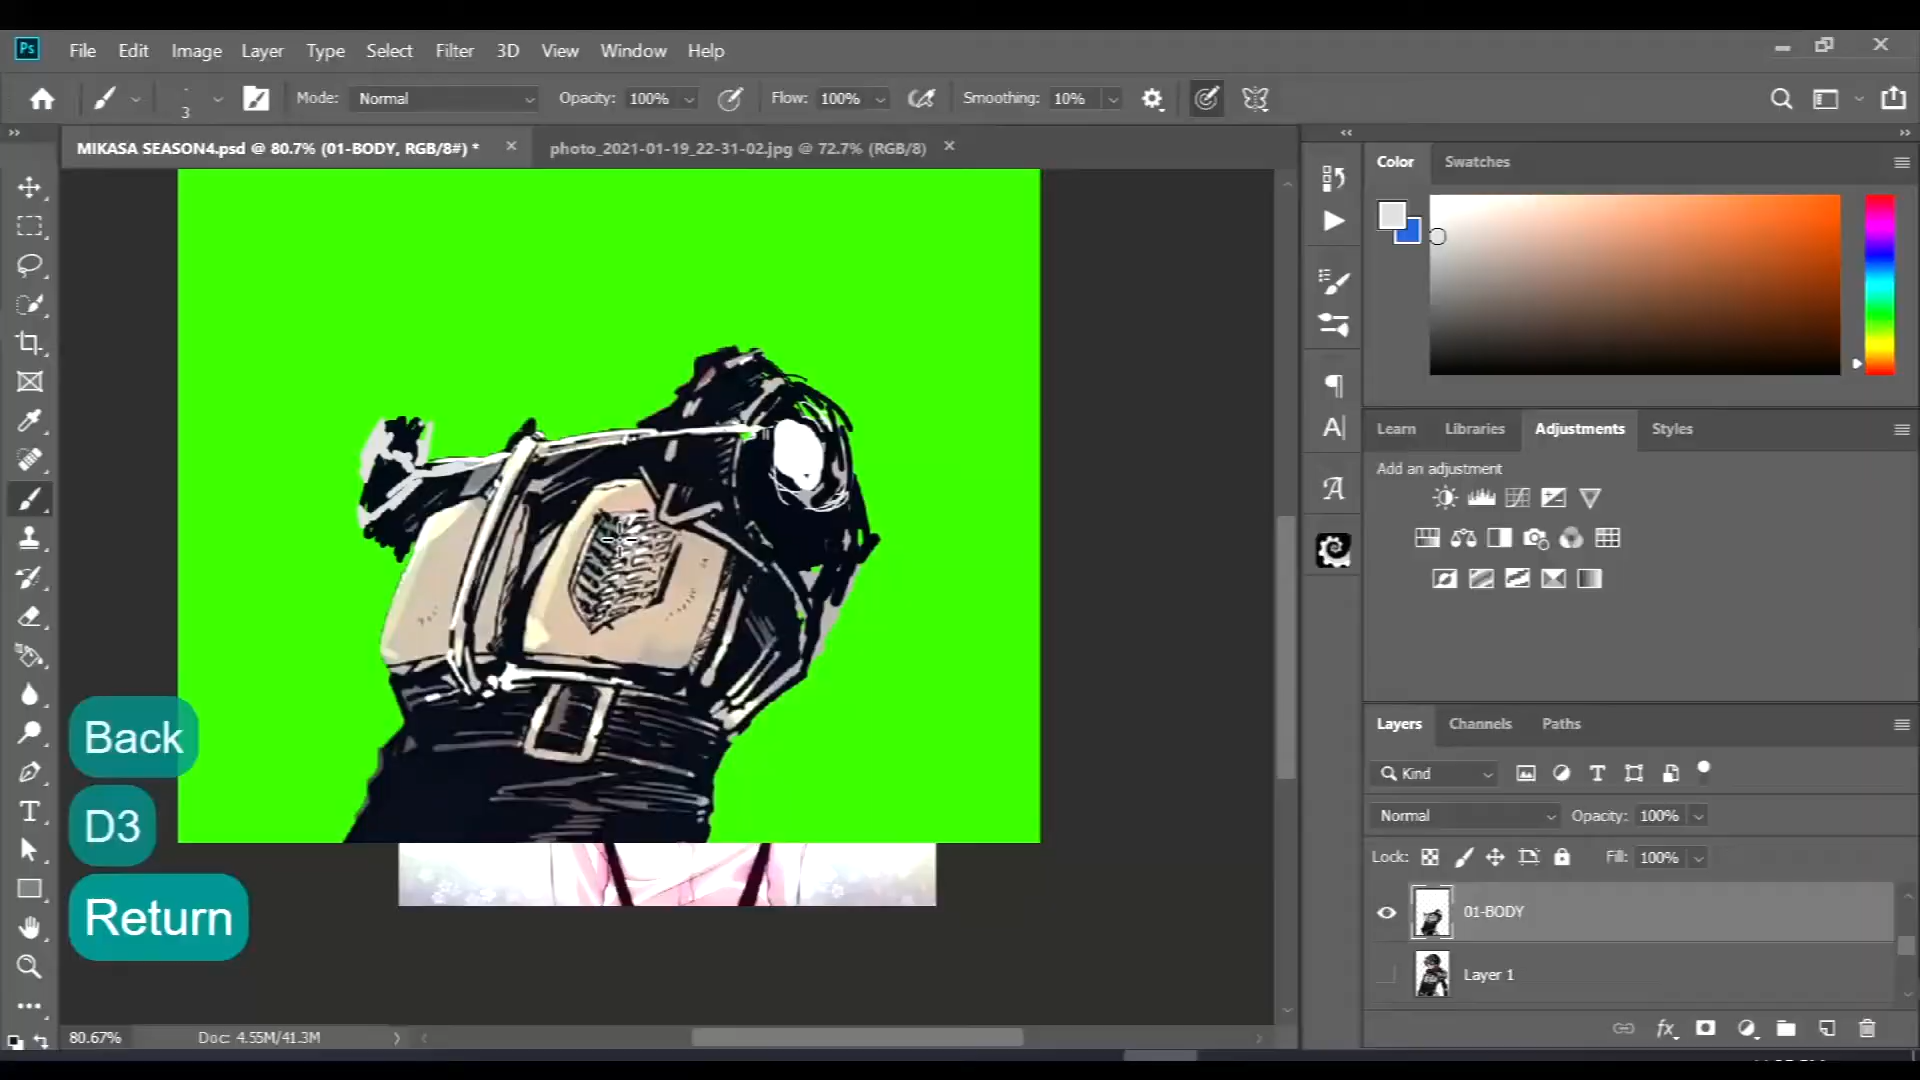 Ps File Edit Image Layer Type Select Filter 3D View Window Help
3 Mode: Normal Opacity: 100% Flow: 100% Smoothing: 10%
MIKASA SEASON4.psd @ 80.7% (01-BODY, RGB/8#) * photo_2021-01-19_22-31-02.jpg @ 72.7% (RGB/8)
Color Swatches
Learn Libraries Adjustments Styles
Add an adjustment
Layers Channels Paths
Back
Kind
Normal Opacity: 100%
D3
Lock: Fill: 100%
Return
01-BODY
Layer 1
80.67% Doc: 4.55M/41.3M